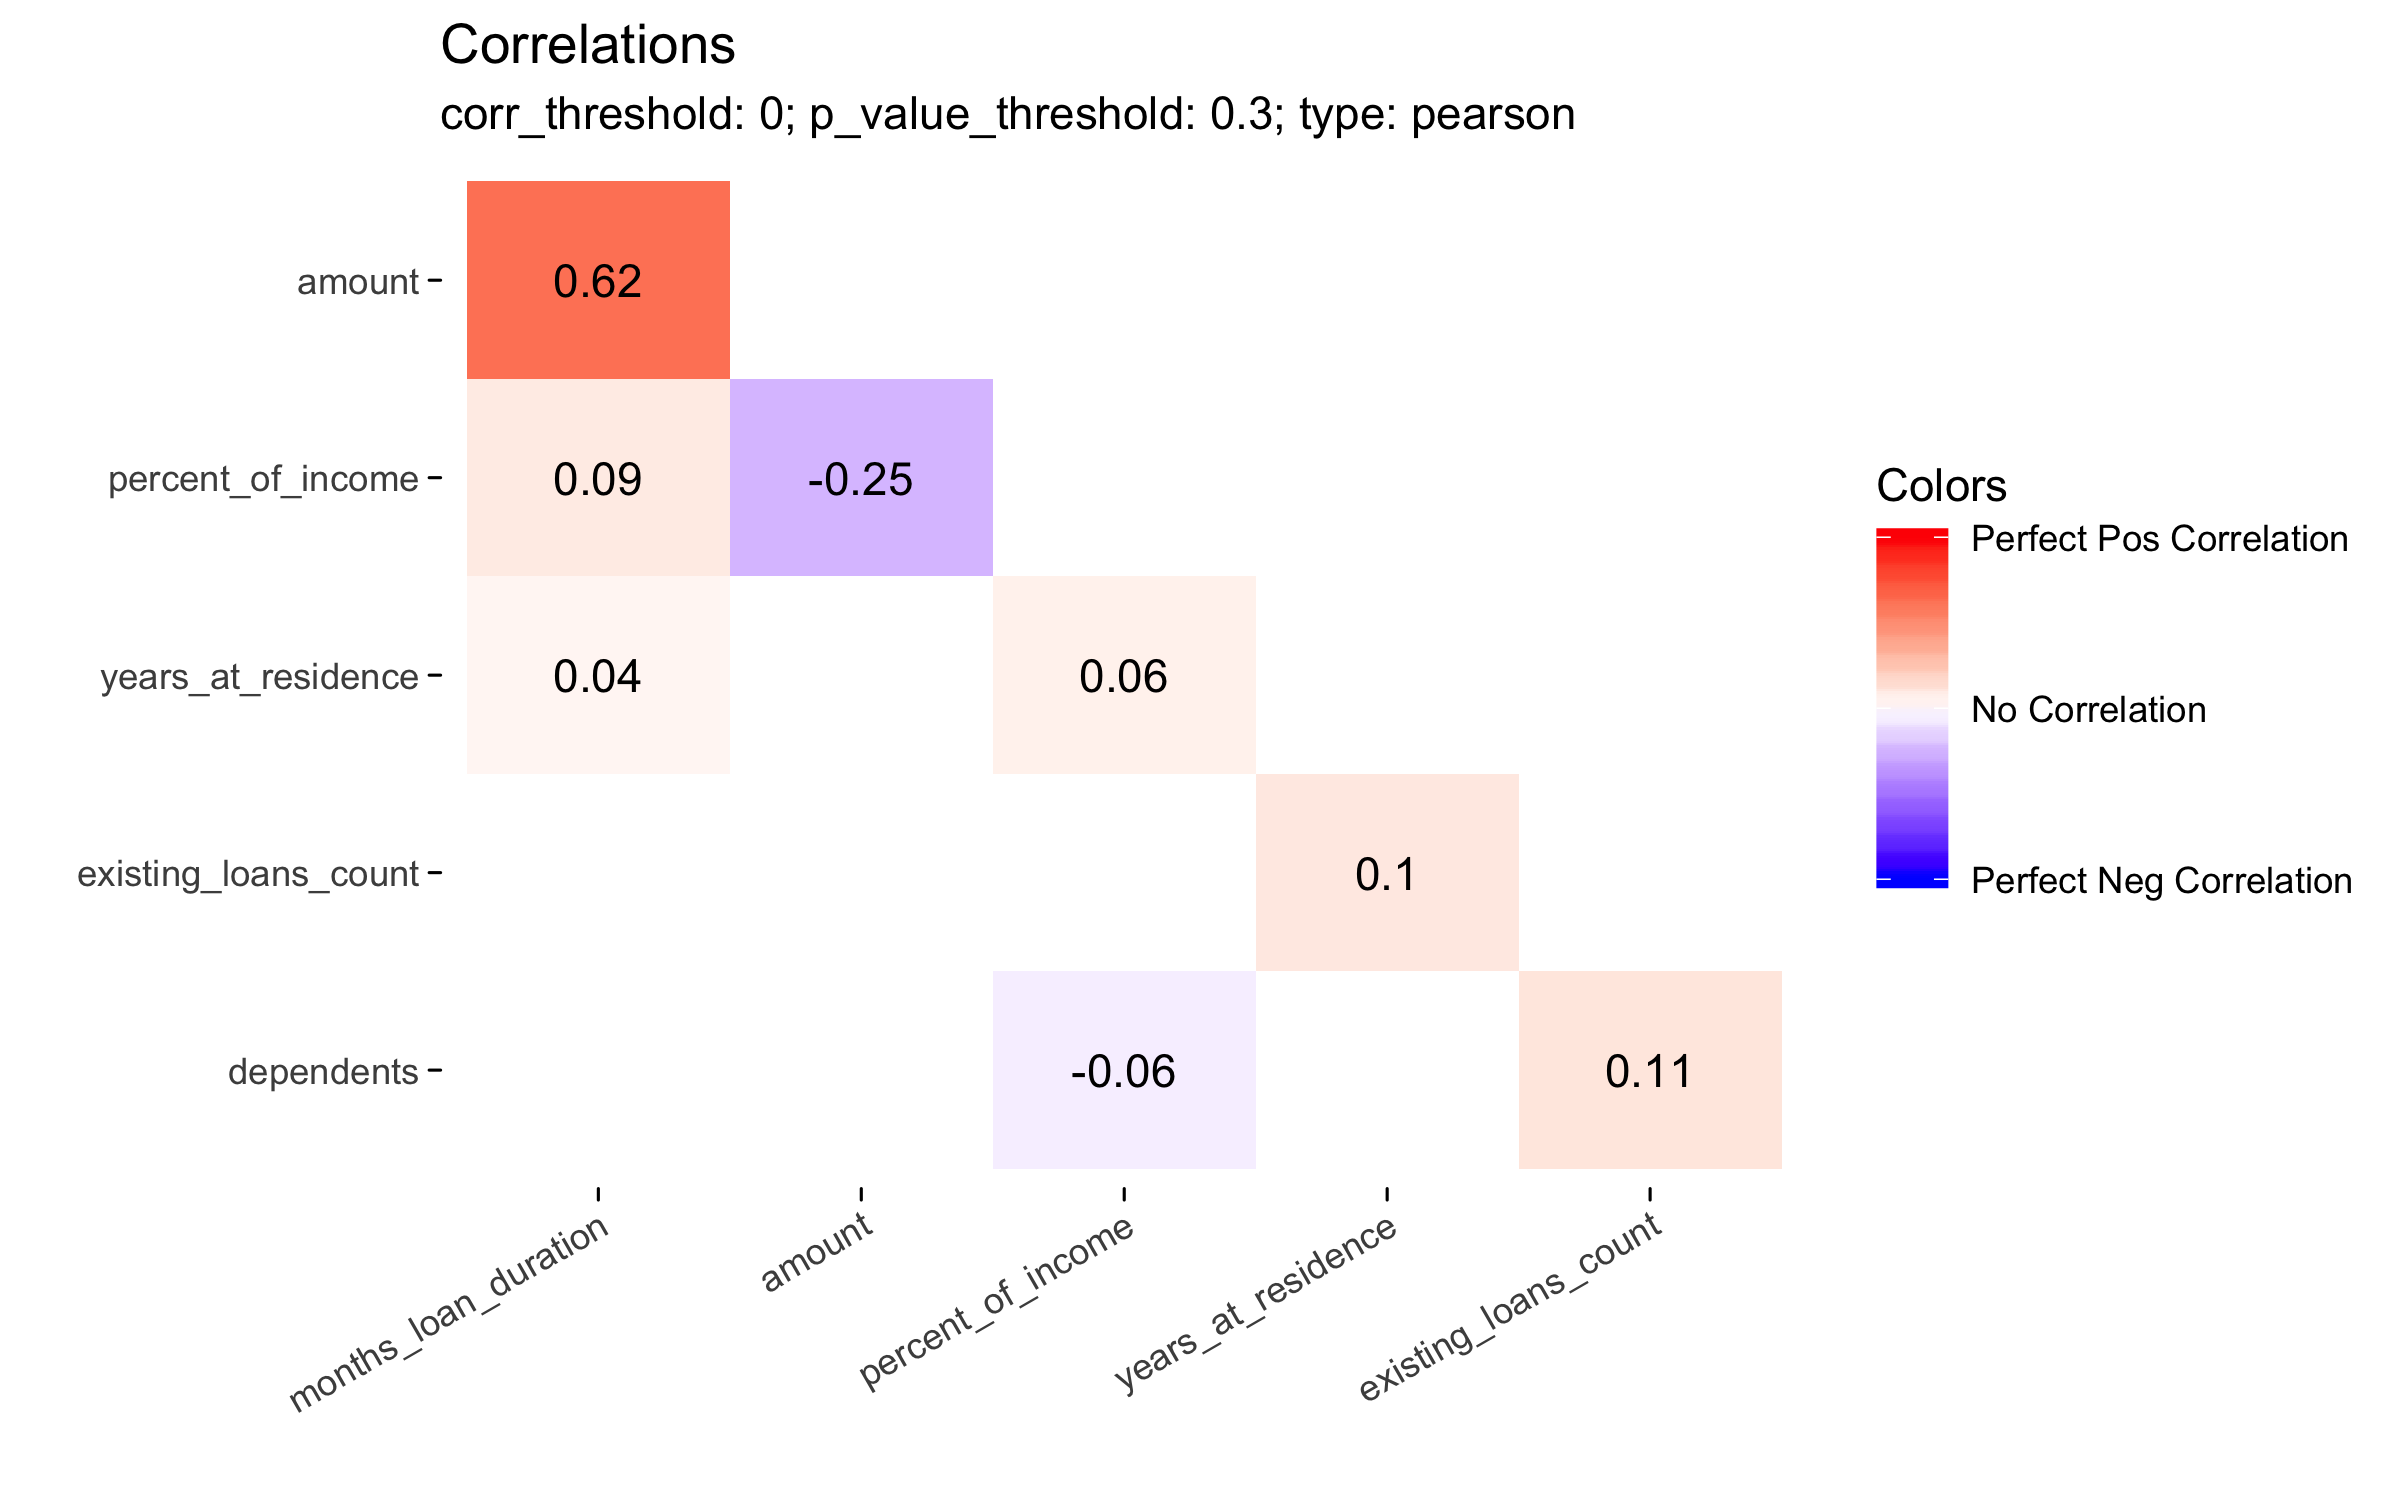 Correlations
corr_threshold: 0; p_value_threshold: 0.3; type: pearson
amount
0.62
percent_of_income
0.09
-0.25
years_at_residence
0.04
0.06
existing_loans_count
0.1
dependents
-0.06
0.11
months_loan_duration
amount
percent_of_income
years_at_residence
existing_loans_count
Colors
Perfect Pos Correlation
No Correlation
Perfect Neg Correlation